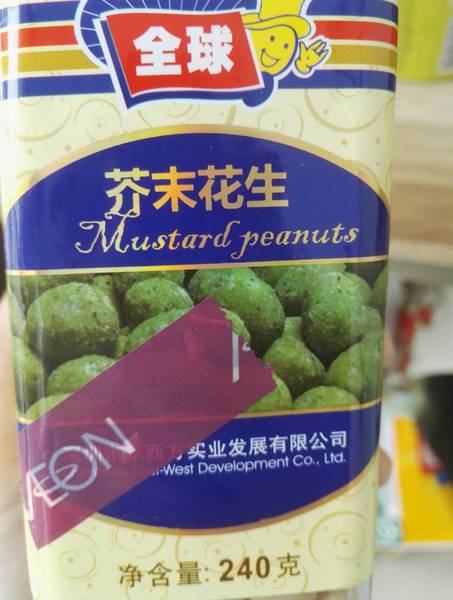 全球
芥末花生
Mustard peanuts
西方实业发展有限公司
-West Development Co., Ltd.
ÆON
净含量: 240克